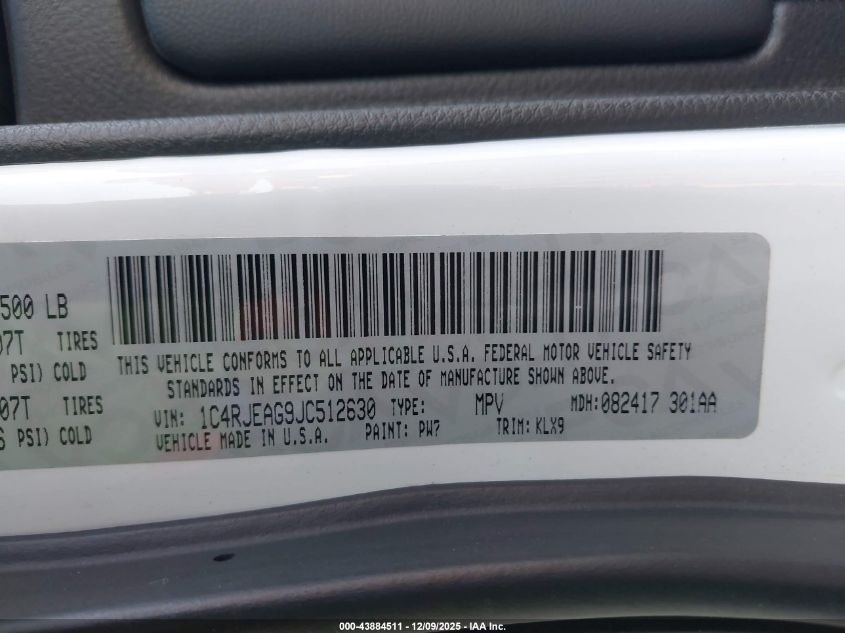 500 LB
07T TIRES
PSI) COLD
07T TIRES
PSI) COLD
THIS VEHICLE CONFORMS TO ALL APPLICABLE U.S.A. FEDERAL MOTOR VEHICLE SAFETY
STANDARDS IN EFFECT ON THE DATE OF MANUFACTURE SHOWN ABOVE.
VIN: 1C4RJEAG9JC512630 TYPE: MPV MDH:082417 301AA
VEHICLE MADE IN U.S.A. PAINT: PW7 TRIM: KLX9
000-43884511 - 12/09/2025 - IAA Inc.